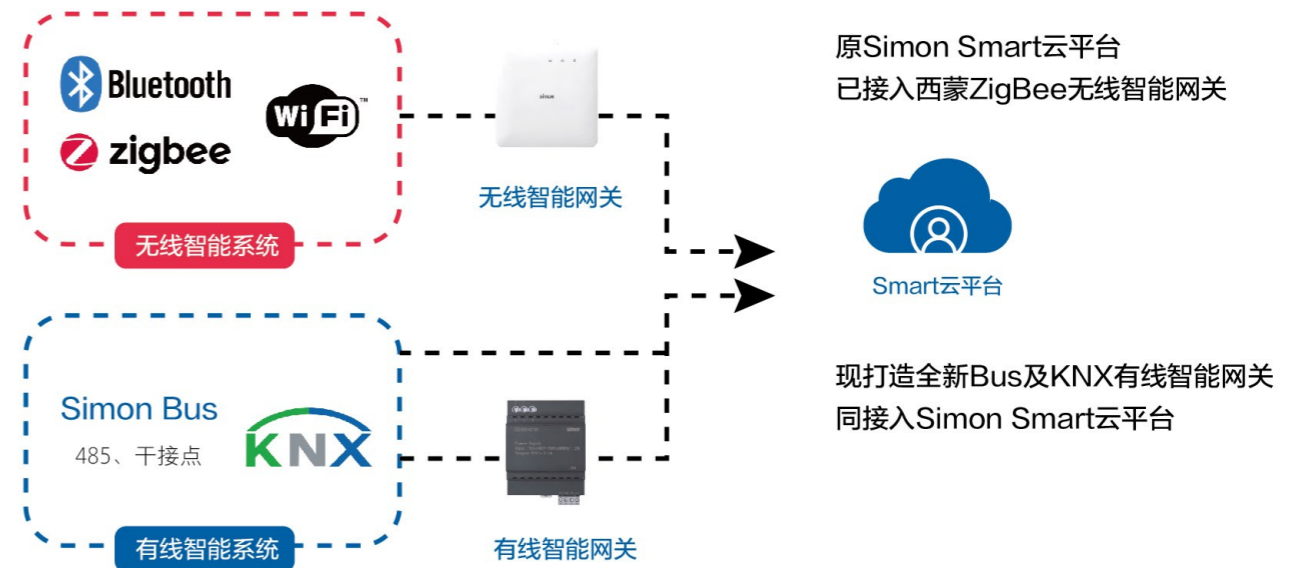 Bluetooth
zigbee
WiFi™
无线智能系统
simon
无线智能网关
原Simon Smart云平台
已接入西蒙ZigBee无线智能网关
Smart云平台
Simon Bus
485、干接点
KNX
有线智能系统
有线智能网关
现打造全新Bus及KNX有线智能网关
同接入Simon Smart云平台